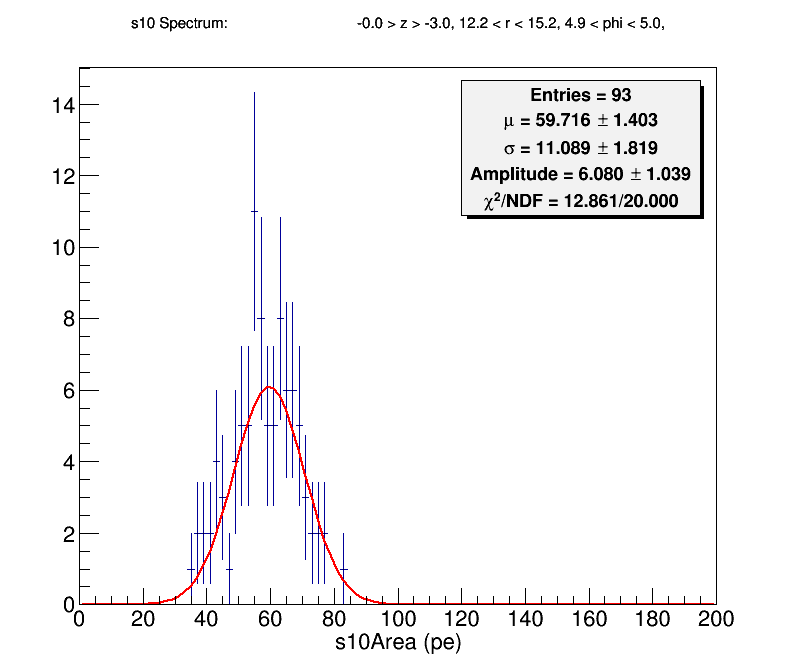 s10 Spectrum: -0.0 > z > -3.0, 12.2 < r < 15.2, 4.9 < phi < 5.0,
Entries = 93
μ = 59.716 ± 1.403
σ = 11.089 ± 1.819
Amplitude = 6.080 ± 1.039
χ²/NDF = 12.861/20.000
14
12
10
8
6
4
2
0
0 20 40 60 80 100 120 140 160 180 200
s10Area (pe)